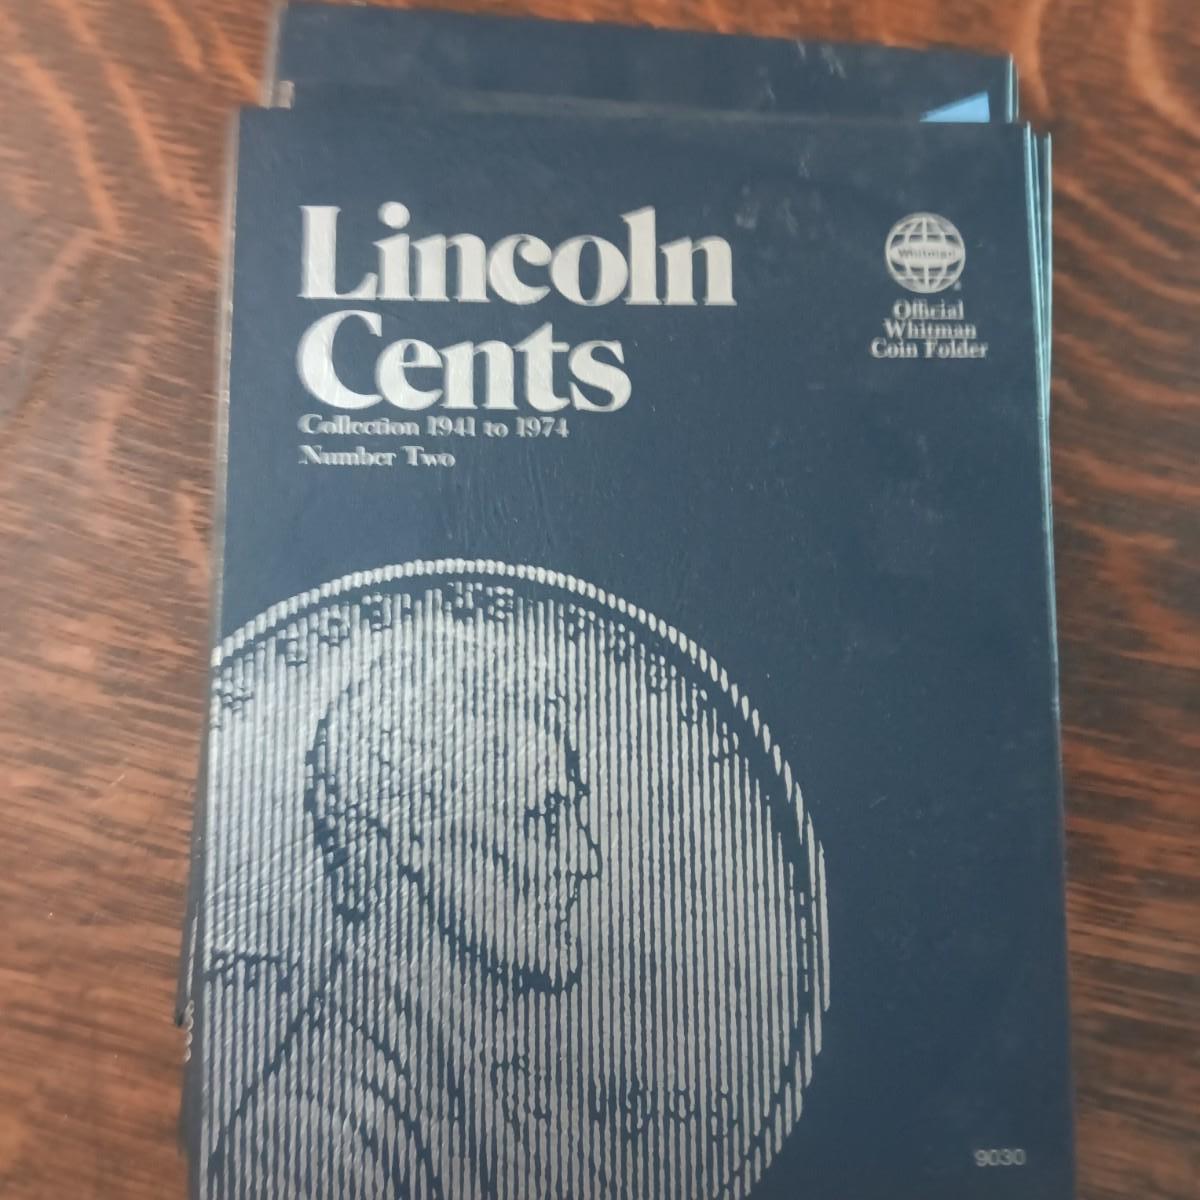 Lincoln
Cents
Collection 1941 to 1974
Number Two
Whitman
Official
Whitman
Coin Folder
9030